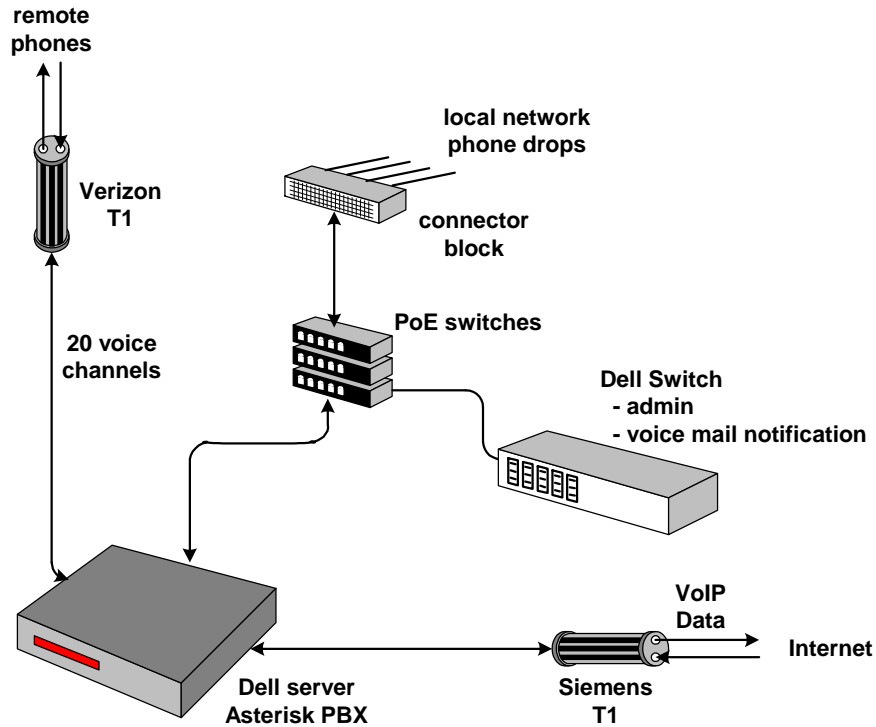 remote
phones
local network
phone drops
Verizon
T1
connector
block
PoE switches
20 voice
channels
Dell Switch
- admin
- voice mail notification
VoIP
Data
Internet
Dell server
Asterisk PBX
Siemens
T1